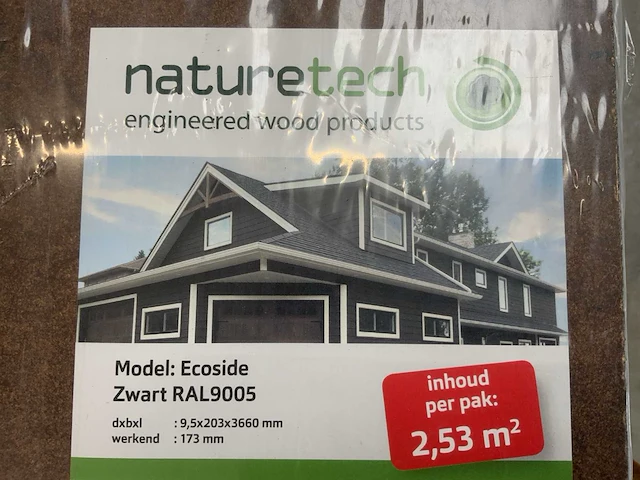 naturetech
engineered wood products
Model: Ecoside
Zwart RAL9005
dxbxl : 9,5x203x3660 mm
werkend : 173 mm
inhoud
per pak:
2,53 m²